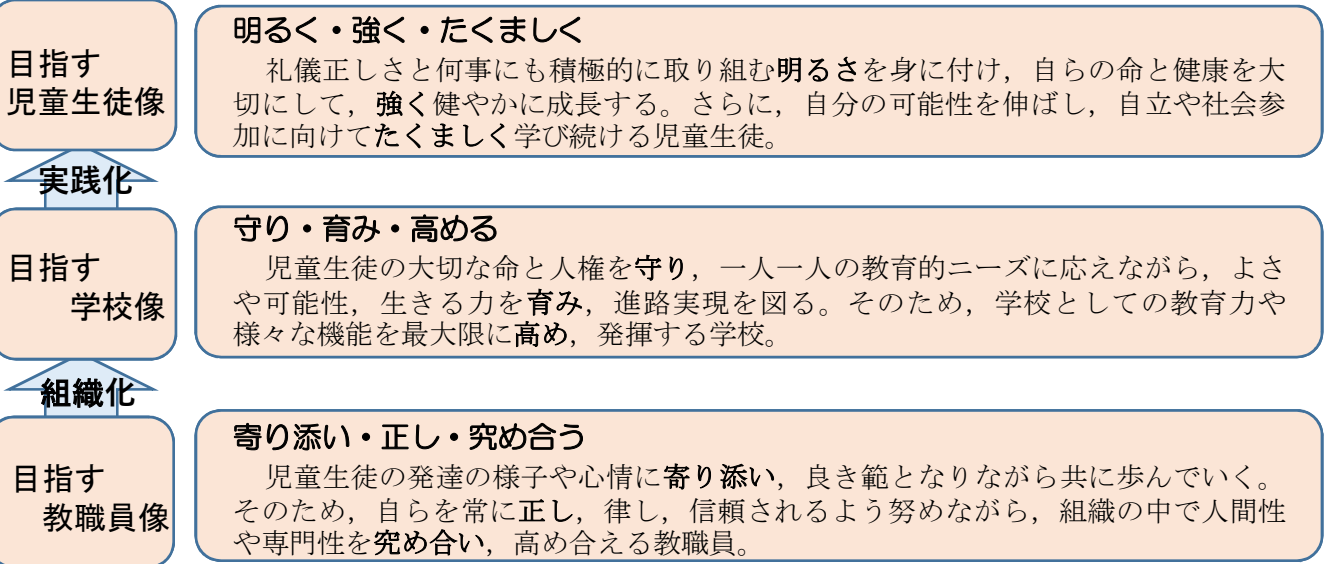 目指す
児童生徒像
明るく・強く・たくましく
礼儀正しさと何事にも積極的に取り組む明るさを身に付け，自らの命と健康を大
切にして，強く健やかに成長する。さらに，自分の可能性を伸ばし，自立や社会参
加に向けてたくましく学び続ける児童生徒。
実践化
目指す
学校像
守り・育み・高める
児童生徒の大切な命と人権を守り，一人一人の教育的ニーズに応えながら，よさ
や可能性，生きる力を育み，進路実現を図る。そのため，学校としての教育力や
様々な機能を最大限に高め，発揮する学校。
組織化
目指す
教職員像
寄り添い・正し・究め合う
児童生徒の発達の様子や心情に寄り添い，良き範となりながら共に歩んでいく。
そのため，自らを常に正し，律し，信頼されるよう努めながら，組織の中で人間性
や専門性を究め合い，高め合える教職員。